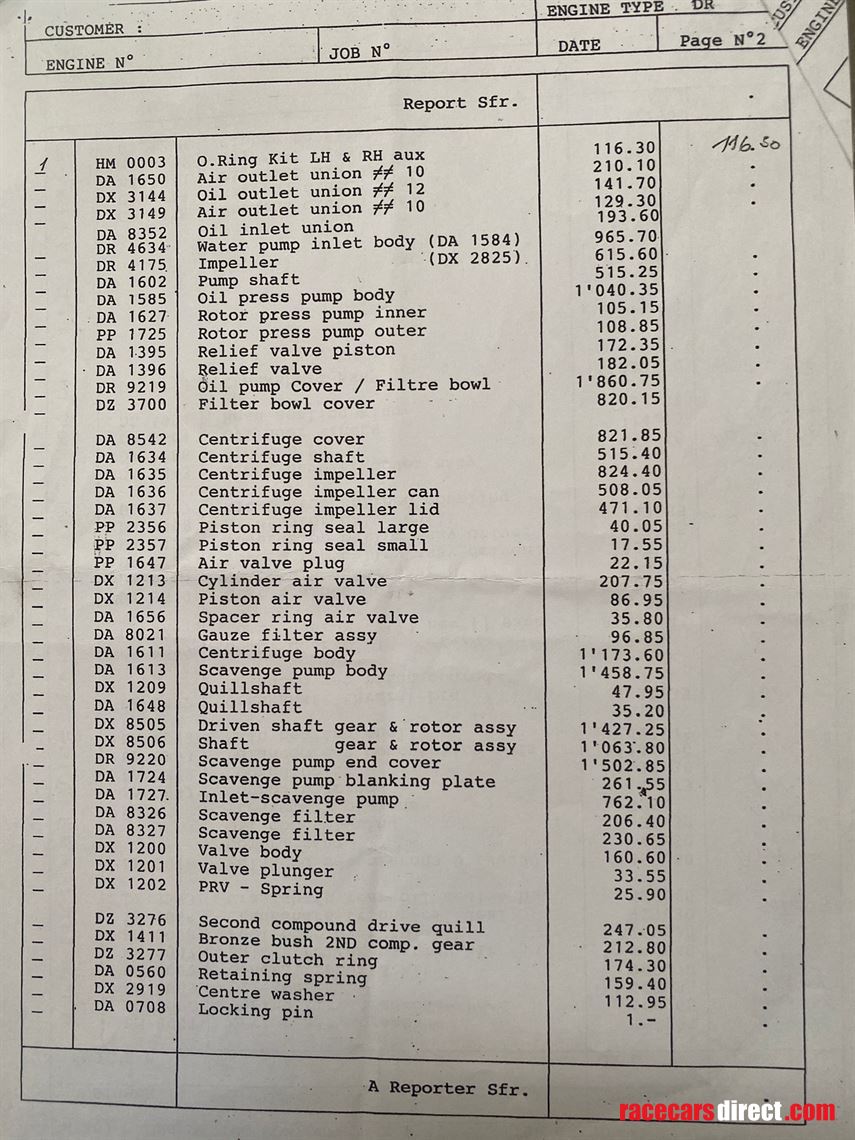 ENGINE TYPE . DR
CUSTOMER :
ENGINE N°
JOB N°
DATE
Page N°2
ENGINE
Report Sfr.
1 HM 0003 O.Ring Kit LH & RH aux 116.30 116.30
— DA 1650 Air outlet union ≠≠ 10 210.10
— DX 3144 Oil outlet union ≠≠ 12 141.70
— DX 3149 Air outlet union ≠≠ 10 129.30
— DA 8352 Oil inlet union 193.60
— DR 4634 Water pump inlet body (DA 1584) 965.70
— DR 4175 Impeller (DX 2825) 615.60
— DA 1602 Pump shaft 515.25
— DA 1585 Oil press pump body 1'040.35
— DA 1627 Rotor press pump inner 105.15
— PP 1725 Rotor press pump outer 108.85
— DA 1395 Relief valve piston 172.35
— DA 1396 Relief valve 182.05
— DR 9219 Oil pump Cover / Filtre bowl 1'860.75
— DZ 3700 Filter bowl cover 820.15
— DA 8542 Centrifuge cover 821.85
— DA 1634 Centrifuge shaft 515.40
— DA 1635 Centrifuge impeller 824.40
— DA 1636 Centrifuge impeller can 508.05
— DA 1637 Centrifuge impeller lid 471.10
— PP 2356 Piston ring seal large 40.05
— PP 2357 Piston ring seal small 17.55
— PP 1647 Air valve plug 22.15
— DX 1213 Cylinder air valve 207.75
— DX 1214 Piston air valve 86.95
— DA 1656 Spacer ring air valve 35.80
— DA 8021 Gauze filter assy 96.85
— DA 1611 Centrifuge body 1'173.60
— DA 1613 Scavenge pump body 1'458.75
— DX 1209 Quillshaft 47.95
— DA 1648 Quillshaft 35.20
— DX 8505 Driven shaft gear & rotor assy 1'427.25
— DX 8506 Shaft gear & rotor assy 1'063.80
— DR 9220 Scavenge pump end cover 1'502.85
— DA 1724 Scavenge pump blanking plate 261.55
— DA 1727. Inlet-scavenge pump 762.10
— DA 8326 Scavenge filter 206.40
— DA 8327 Scavenge filter 230.65
— DX 1200 Valve body 160.60
— DX 1201 Valve plunger 33.55
— DX 1202 PRV - Spring 25.90
— DZ 3276 Second compound drive quill 247.05
— DX 1411 Bronze bush 2ND comp. gear 212.80
— DZ 3277 Outer clutch ring 174.30
— DA 0560 Retaining spring 159.40
— DX 2919 Centre washer 112.95
— DA 0708 Locking pin 1.-
A Reporter Sfr.
racecarsdirect.com